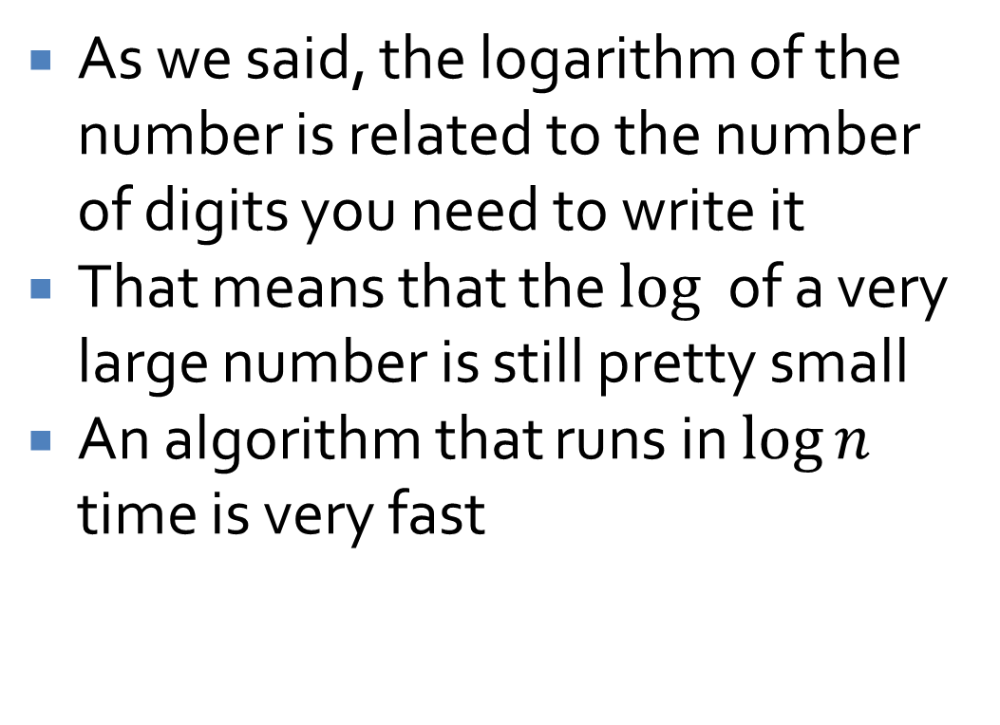 ▪ As we said, the logarithm of the
number is related to the number
of digits you need to write it
▪ That means that the log of a very
large number is still pretty small
▪ An algorithm that runs in log n
time is very fast